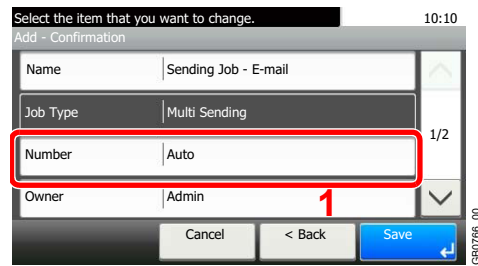 Select the item that you want to change. 10:10
Add - Confirmation
Name Sending Job - E-mail
Job Type Multi Sending
1/2
Number Auto
Owner Admin
1
Cancel < Back Save
GB0766_00